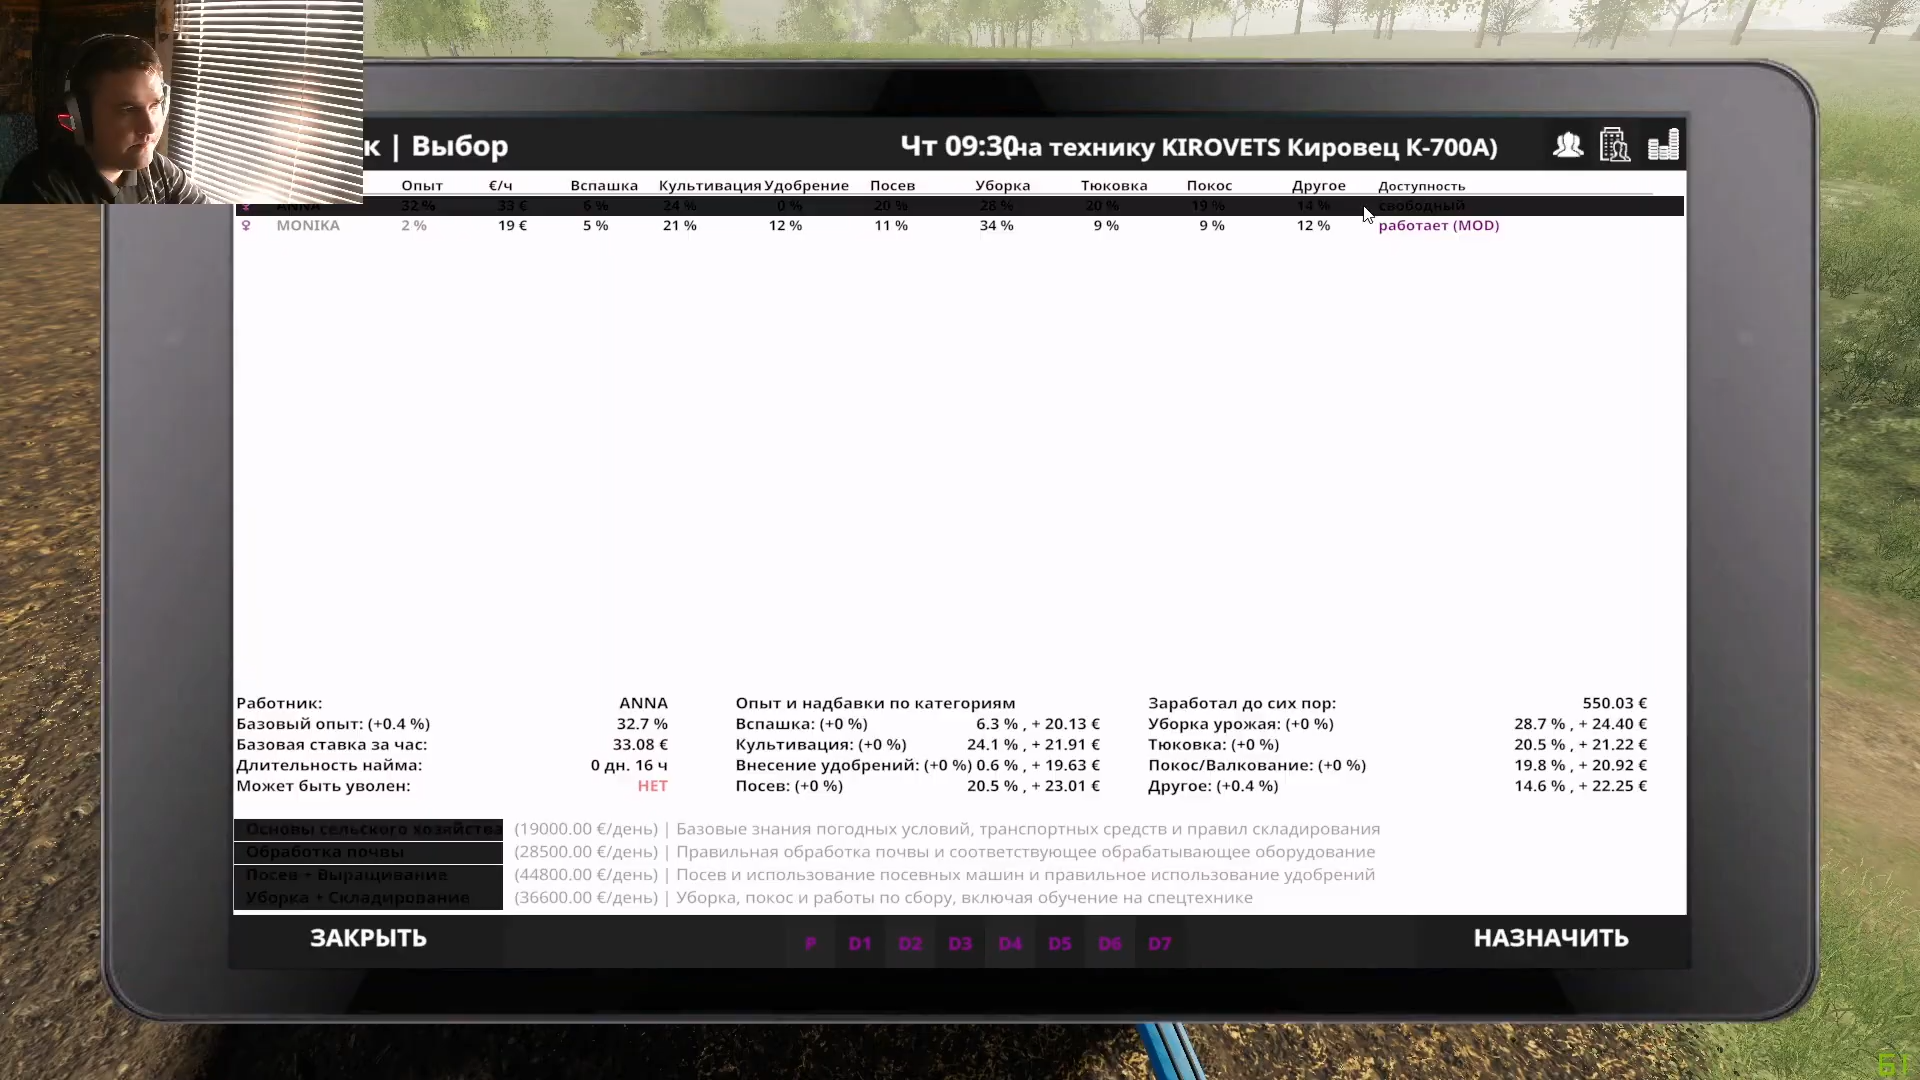 к | Выбор
Чт 09:30
(на технику KIROVETS Кировец К-700А)
Опыт €/ч Вспашка Культивация Удобрение Посев Уборка Тюковка Покос Другое Доступность
ANNA 32 % 33 € 6 % 24 % 0 % 20 % 28 % 20 % 19 % 14 % свободный
MONIKA 2 % 19 € 5 % 21 % 12 % 11 % 34 % 9 % 9 % 12 % работает (MOD)
Работник: ANNA
Базовый опыт: (+0.4 %) 32.7 %
Базовая ставка за час: 33.08 €
Длительность найма: 0 дн. 16 ч
Может быть уволен: НЕТ
Опыт и надбавки по категориям
Вспашка: (+0 %) 6.3 % , + 20.13 €
Культивация: (+0 %) 24.1 % , + 21.91 €
Внесение удобрений: (+0 %) 0.6 % , + 19.63 €
Посев: (+0 %) 20.5 % , + 23.01 €
Заработал до сих пор: 550.03 €
Уборка урожая: (+0 %) 28.7 % , + 24.40 €
Тюковка: (+0 %) 20.5 % , + 21.22 €
Покос/Валкование: (+0 %) 19.8 % , + 20.92 €
Другое: (+0.4 %) 14.6 % , + 22.25 €
Основы сельского хозяйства (19000.00 €/день) | Базовые знания погодных условий, транспортных средств и правил складирования
Обработка почвы (28500.00 €/день) | Правильная обработка почвы и соответствующее обрабатывающее оборудование
Посев + Выращивание (44800.00 €/день) | Посев и использование посевных машин и правильное использование удобрений
Уборка + Складирование (36600.00 €/день) | Уборка, покос и работы по сбору, включая обучение на спецтехнике
ЗАКРЫТЬ
P D1 D2 D3 D4 D5 D6 D7
НАЗНАЧИТЬ
61